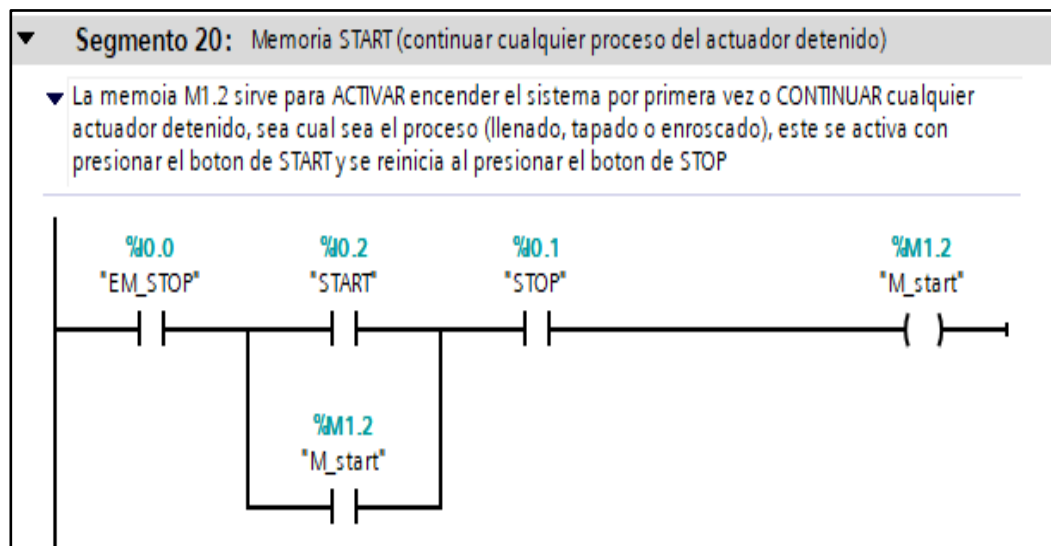 Segmento 20: Memoria START (continuar cualquier proceso del actuador detenido)
La memoia M1.2 sirve para ACTIVAR encender el sistema por primera vez o CONTINUAR cualquier
actuador detenido, sea cual sea el proceso (llenado, tapado o enroscado), este se activa con
presionar el boton de START y se reinicia al presionar el boton de STOP
%I0.0 %I0.2 %I0.1 %M1.2
"EM_STOP" "START" "STOP" "M_start"
%M1.2
"M_start"